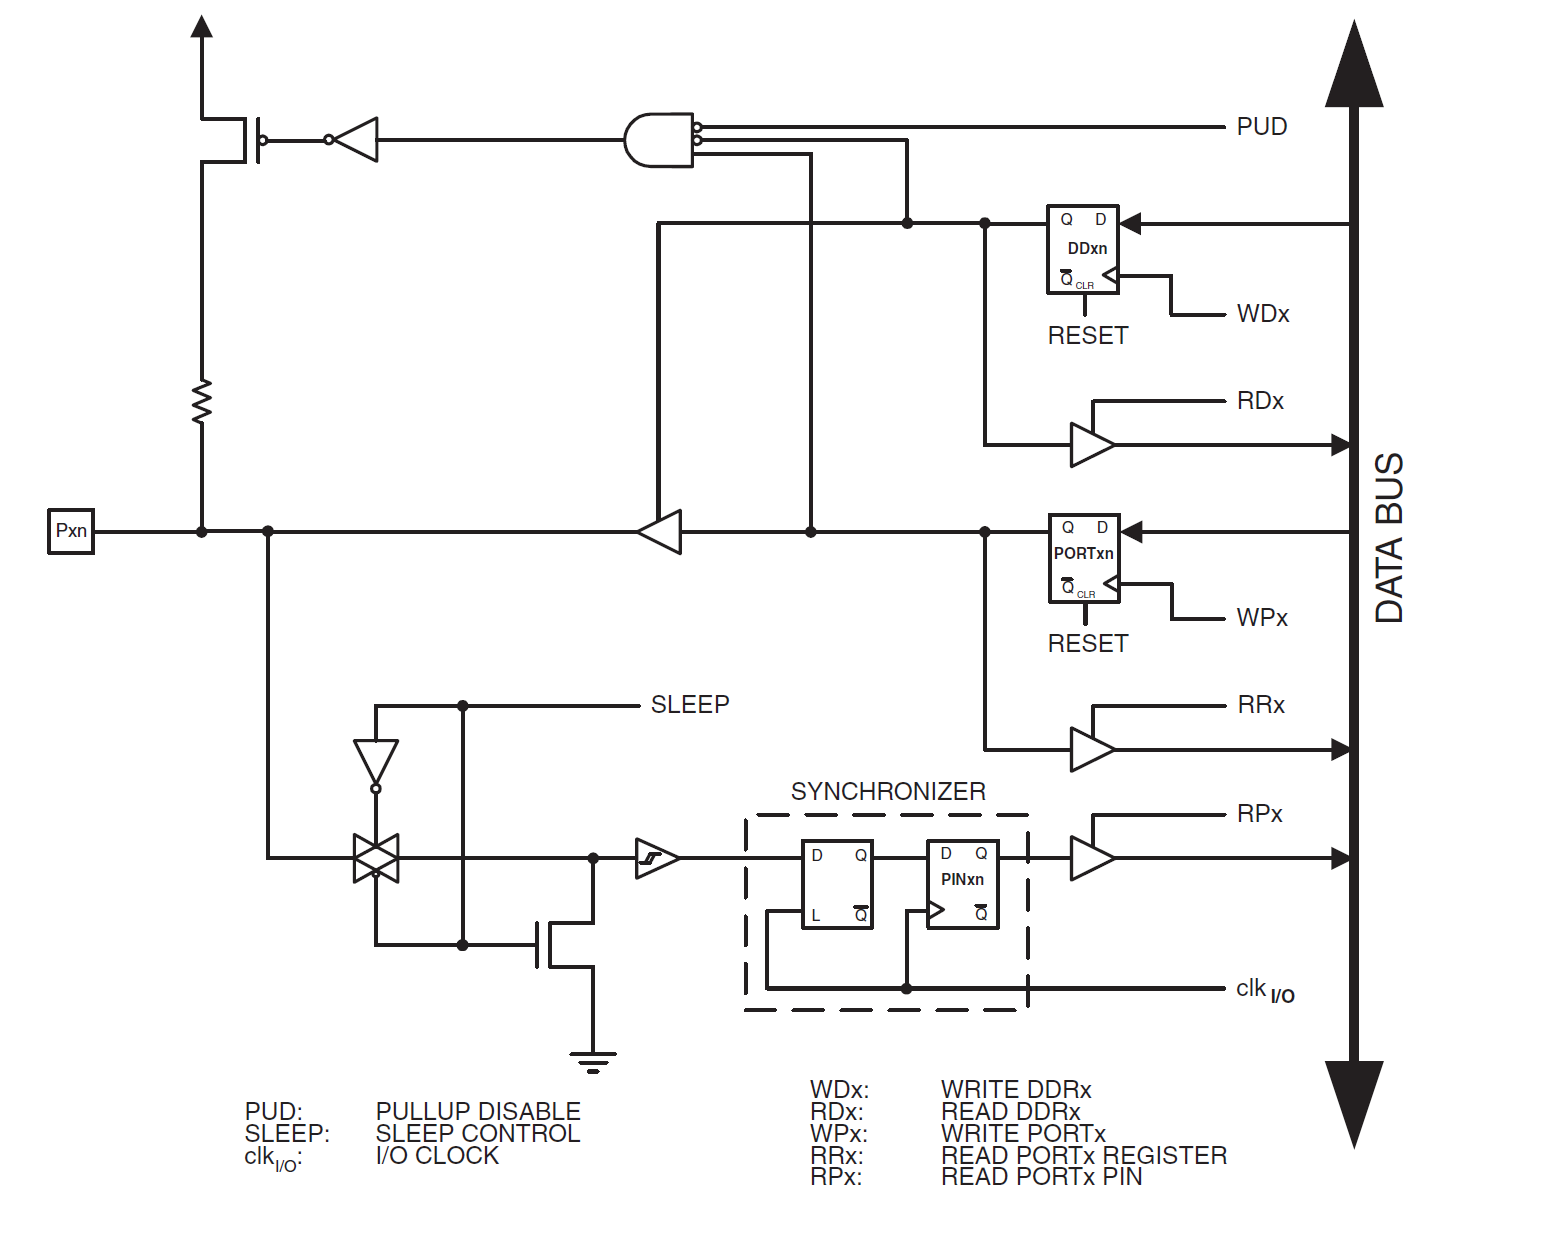 PUD
Q D
DDxn
Q̅ CLR
WDx
RESET
RDx
DATA BUS
Pxn
Q D
PORTxn
Q̅ CLR
WPx
RESET
SLEEP
RRx
SYNCHRONIZER
RPx
D Q
L Q̅
D Q
PINxn
Q̅
clk I/O
PUD: PULLUP DISABLE
SLEEP: SLEEP CONTROL
clkI/O: I/O CLOCK
WDx: WRITE DDRx
RDx: READ DDRx
WPx: WRITE PORTx
RRx: READ PORTx REGISTER
RPx: READ PORTx PIN